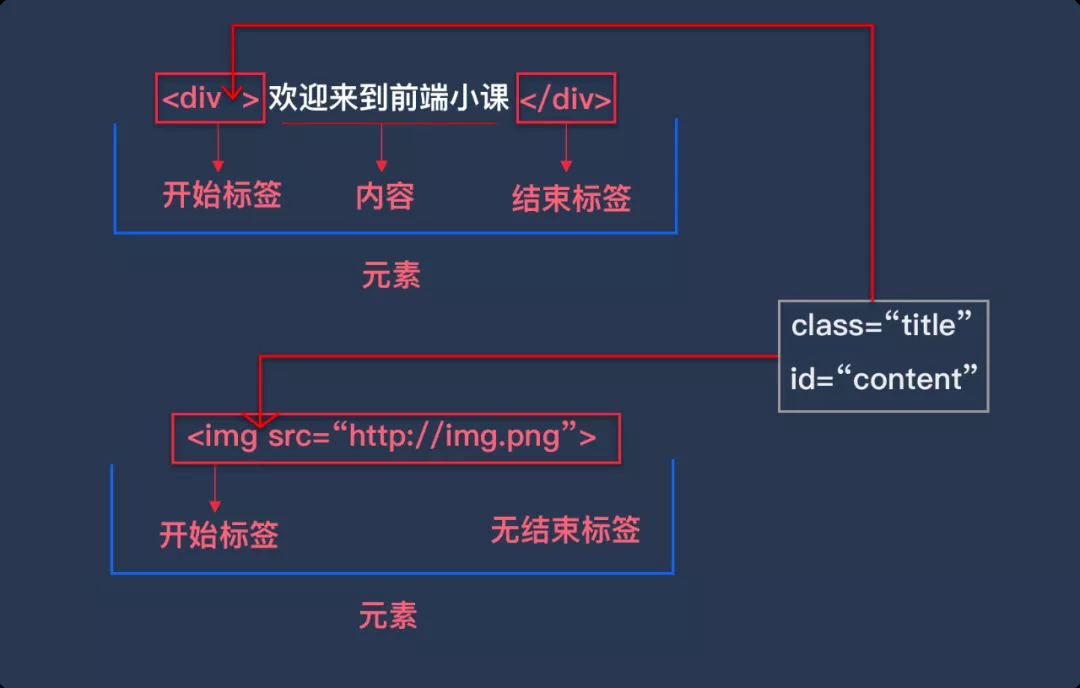 <div >欢迎来到前端小课</div>
开始标签 内容 结束标签
元素
class=“title”
id=“content”
<img src=“http://img.png”>
开始标签 无结束标签
元素